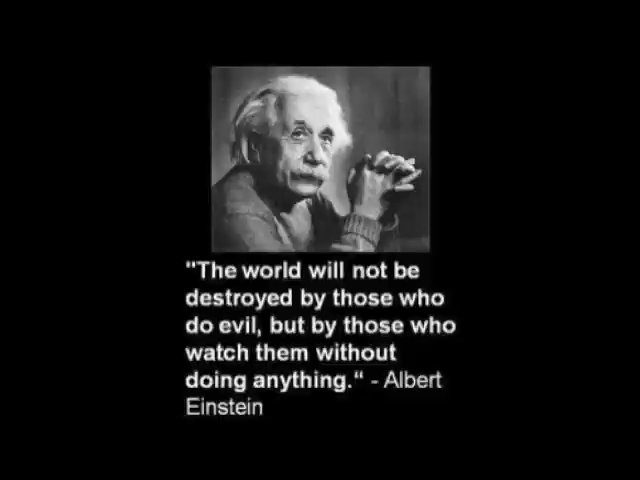 "The world will not be
destroyed by those who
do evil, but by those who
watch them without
doing anything.“ - Albert
Einstein